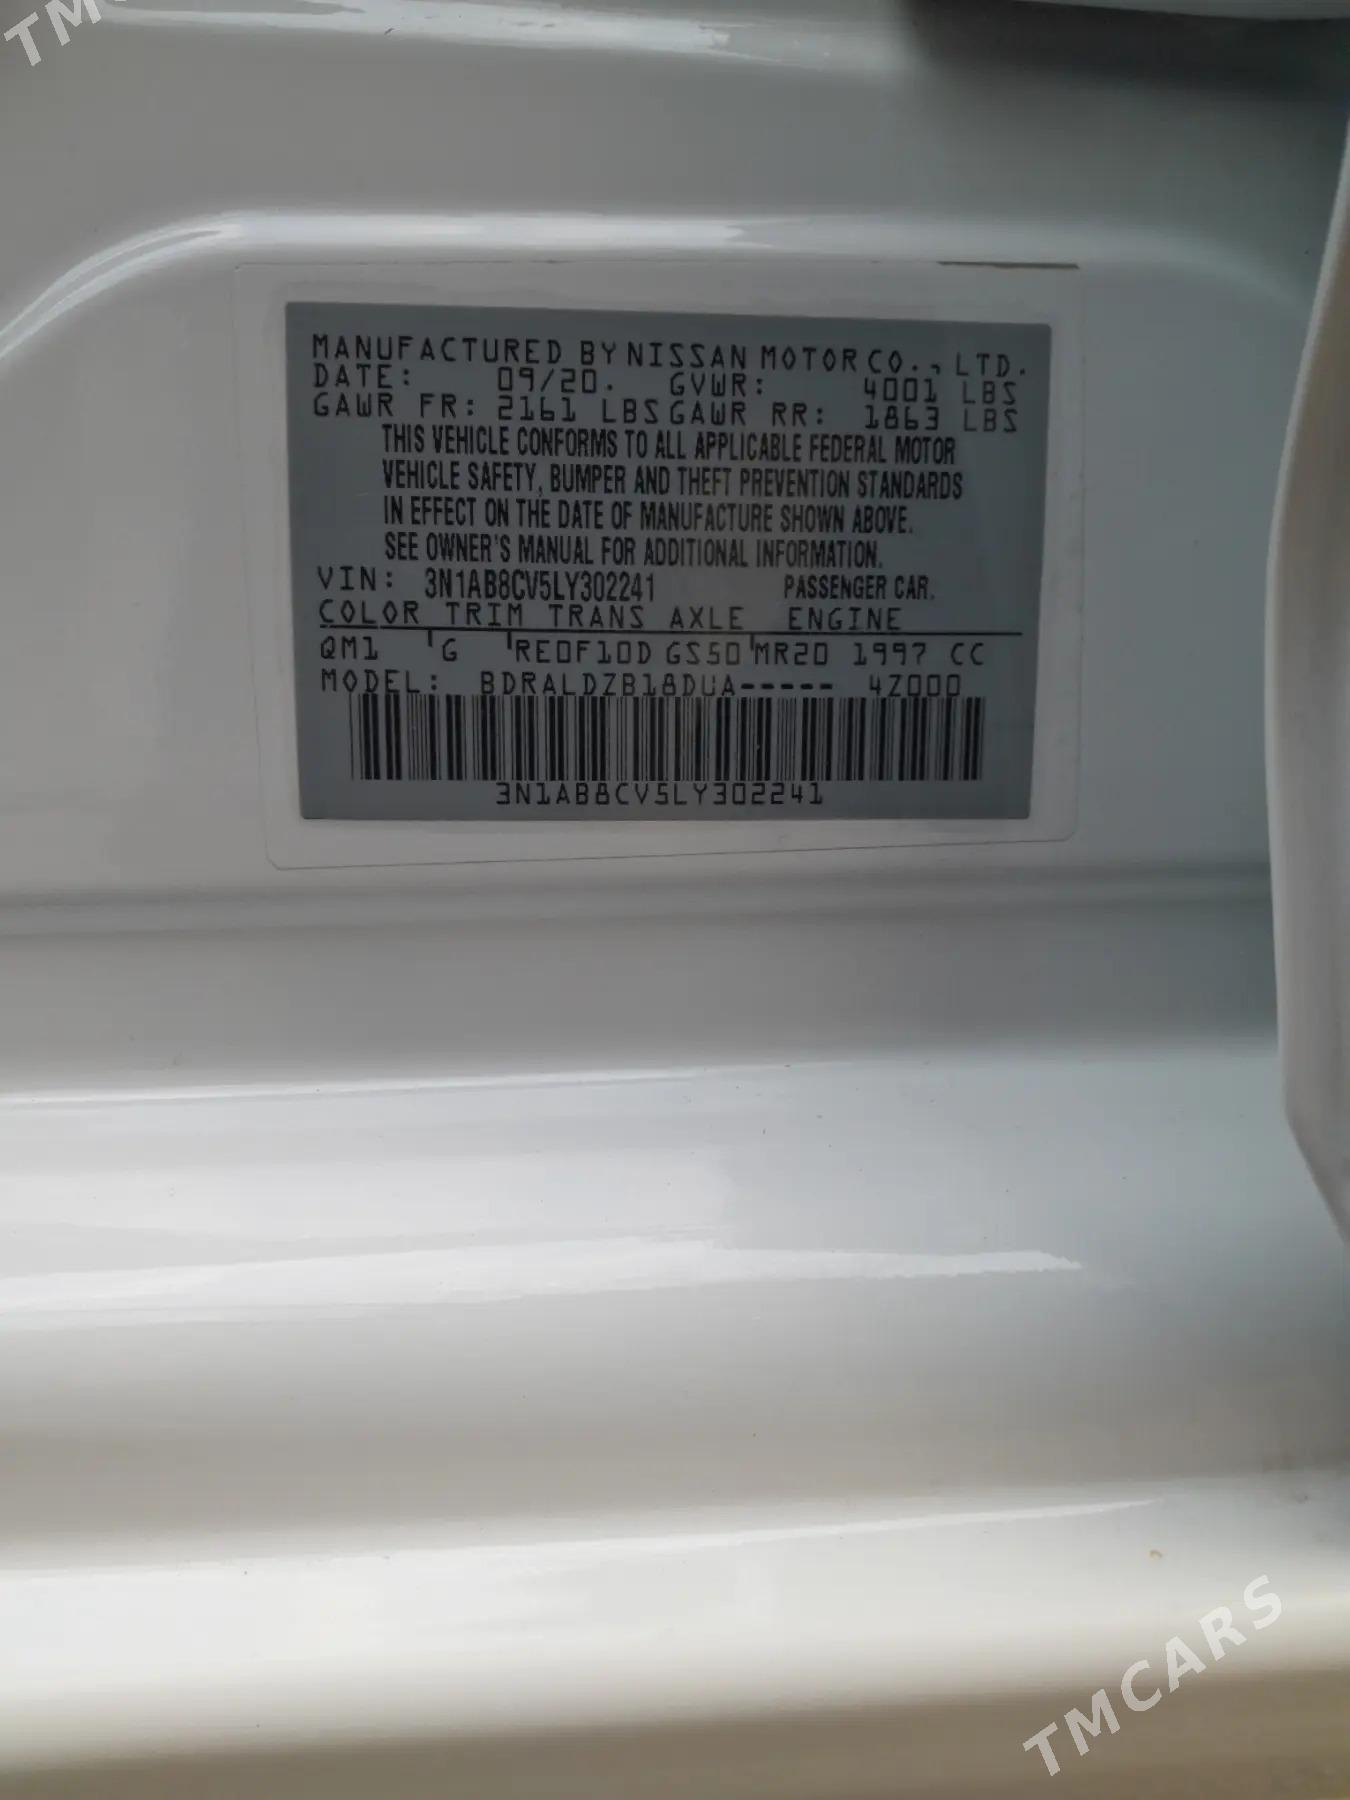 TM
MANUFACTURED BY NISSAN MOTOR CO., LTD.
DATE: 09/20. GVWR: 4001 LBS
GAWR FR: 2161 LBS GAWR RR: 1863 LBS
THIS VEHICLE CONFORMS TO ALL APPLICABLE FEDERAL MOTOR
VEHICLE SAFETY, BUMPER AND THEFT PREVENTION STANDARDS
IN EFFECT ON THE DATE OF MANUFACTURE SHOWN ABOVE.
SEE OWNER'S MANUAL FOR ADDITIONAL INFORMATION.
VIN: 3N1AB8CV5LY302241 PASSENGER CAR.
COLOR TRIM TRANS AXLE ENGINE
QM1 G RE0F10D GS50 MR20 1997 CC
MODEL: BDRALDZB18DUA----- 4Z000
3N1AB8CV5LY302241
TMCARS